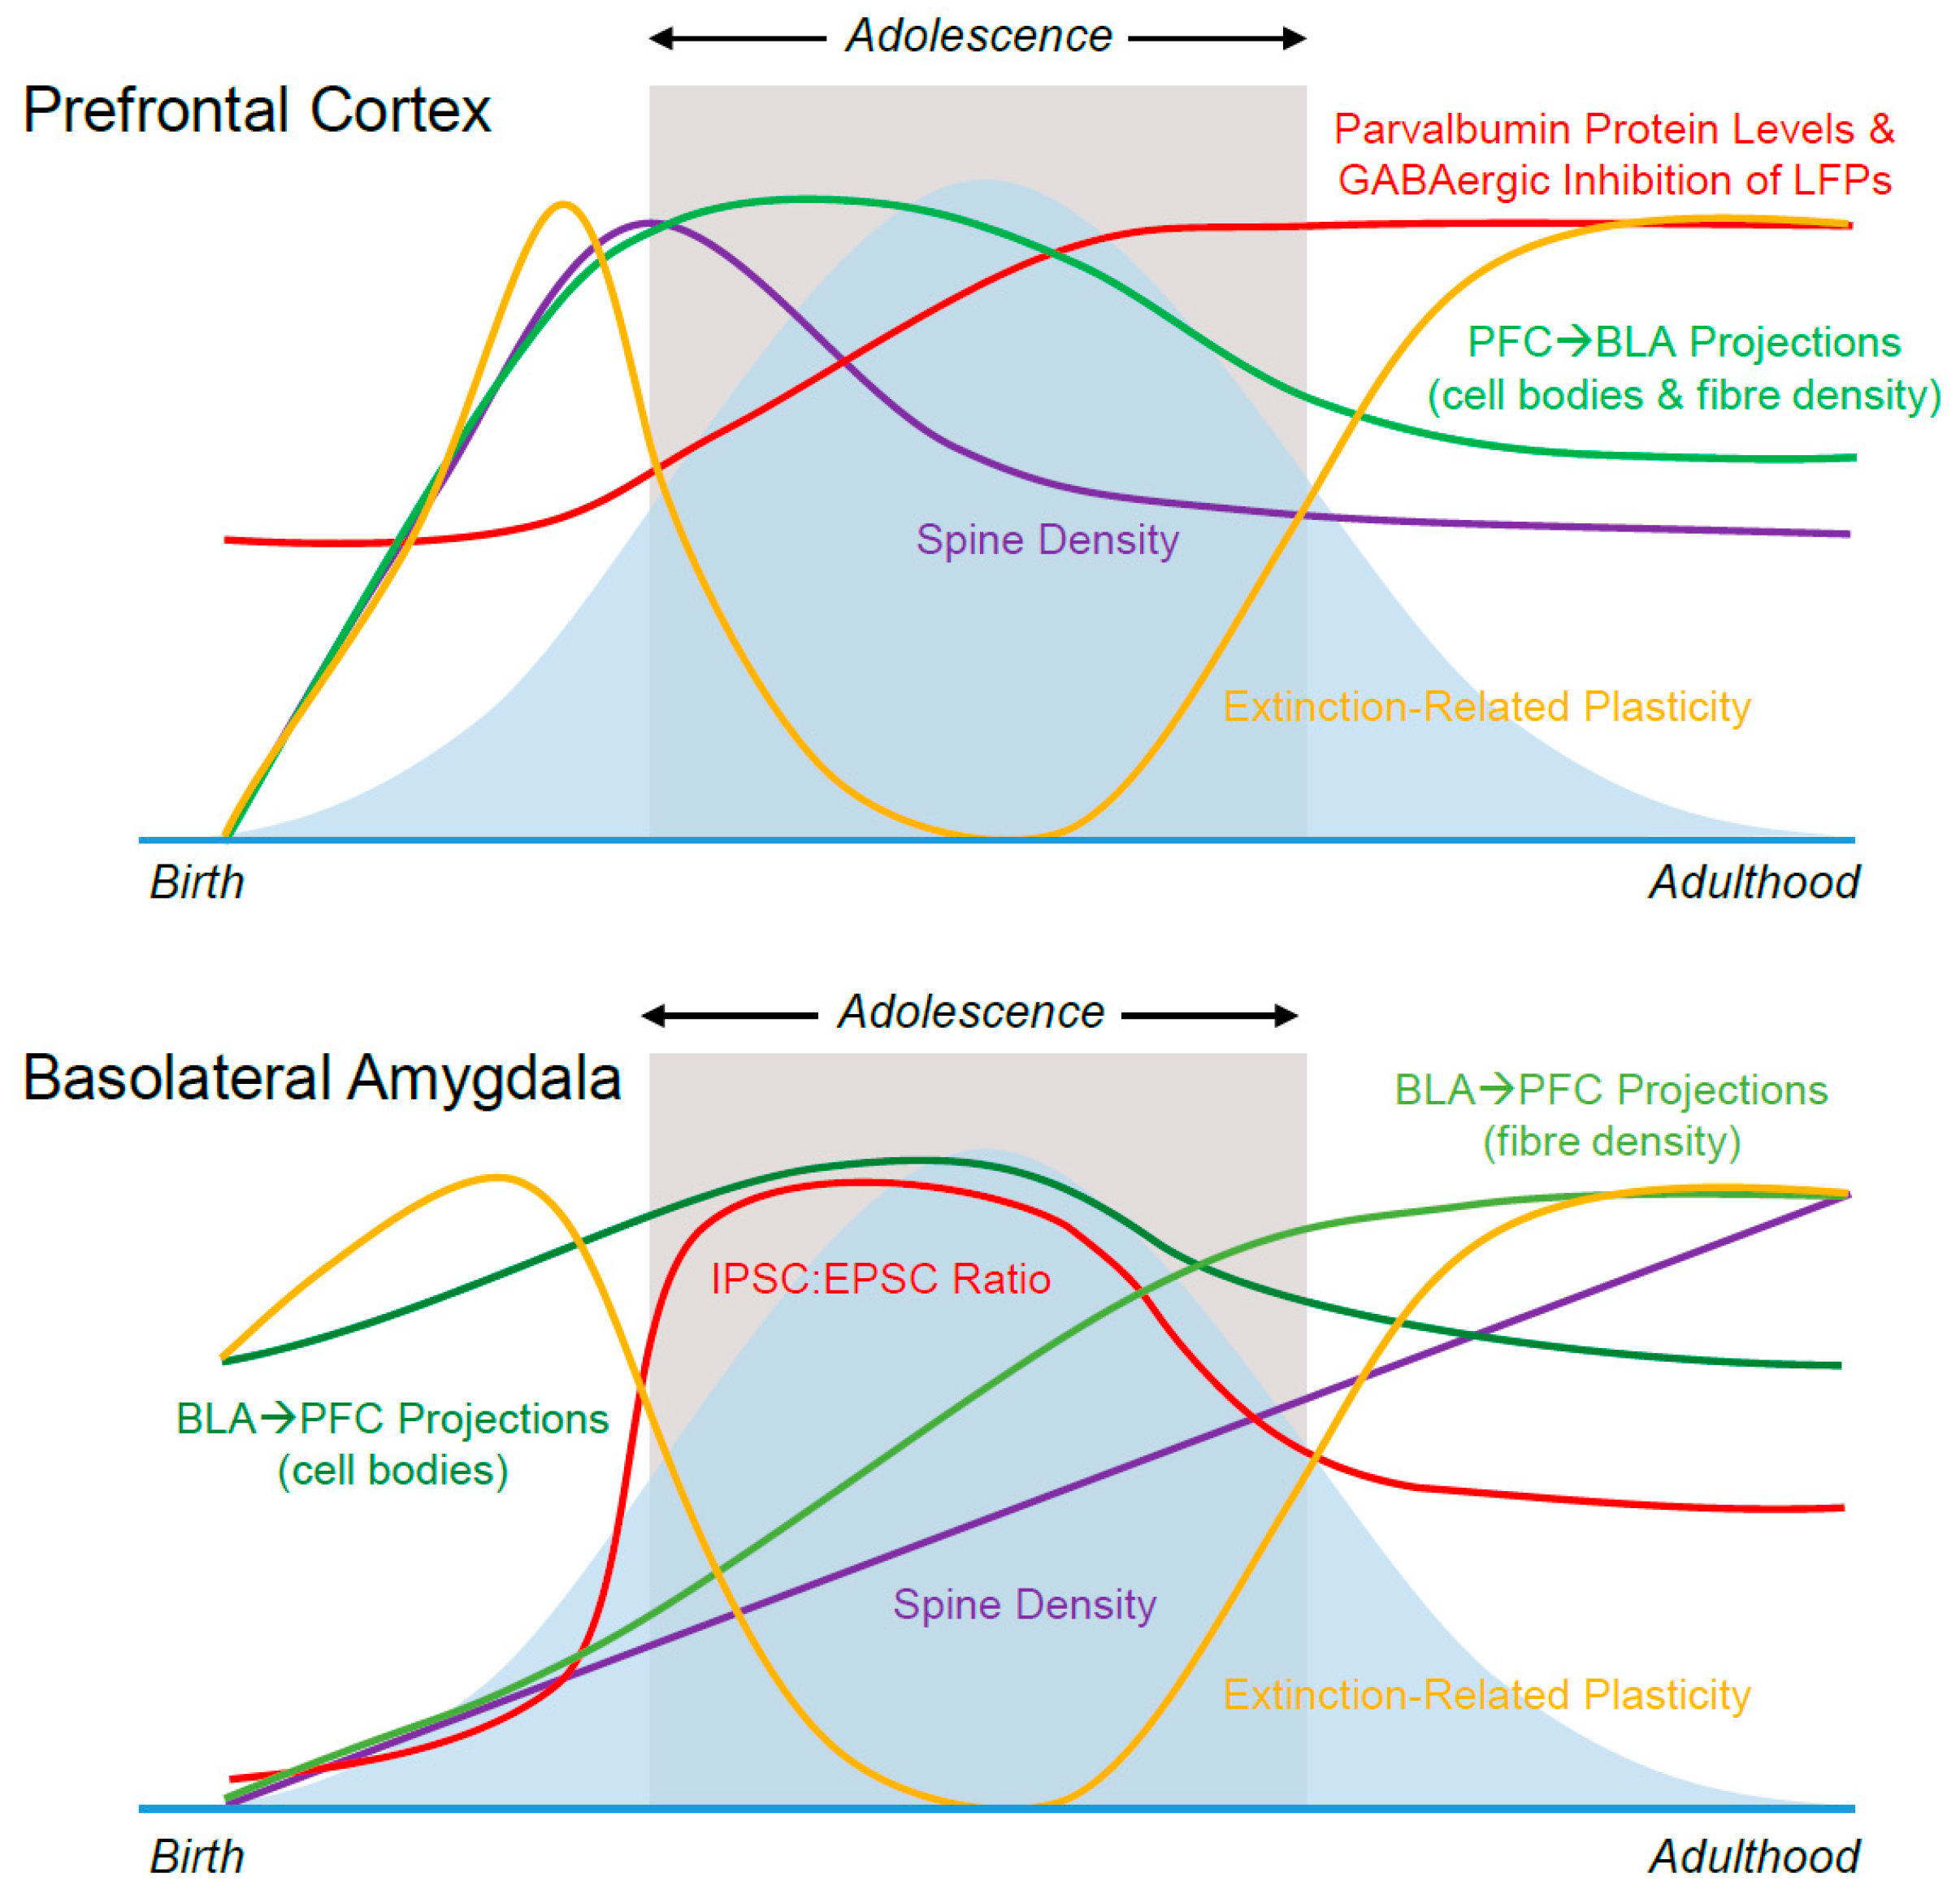 Adolescence
Prefrontal Cortex
Parvalbumin Protein Levels &
GABAergic Inhibition of LFPs
PFC→BLA Projections
(cell bodies & fibre density)
Spine Density
Extinction-Related Plasticity
Birth
Adulthood
Adolescence
Basolateral Amygdala
BLA→PFC Projections
(fibre density)
IPSC:EPSC Ratio
BLA→PFC Projections
(cell bodies)
Spine Density
Extinction-Related Plasticity
Birth
Adulthood